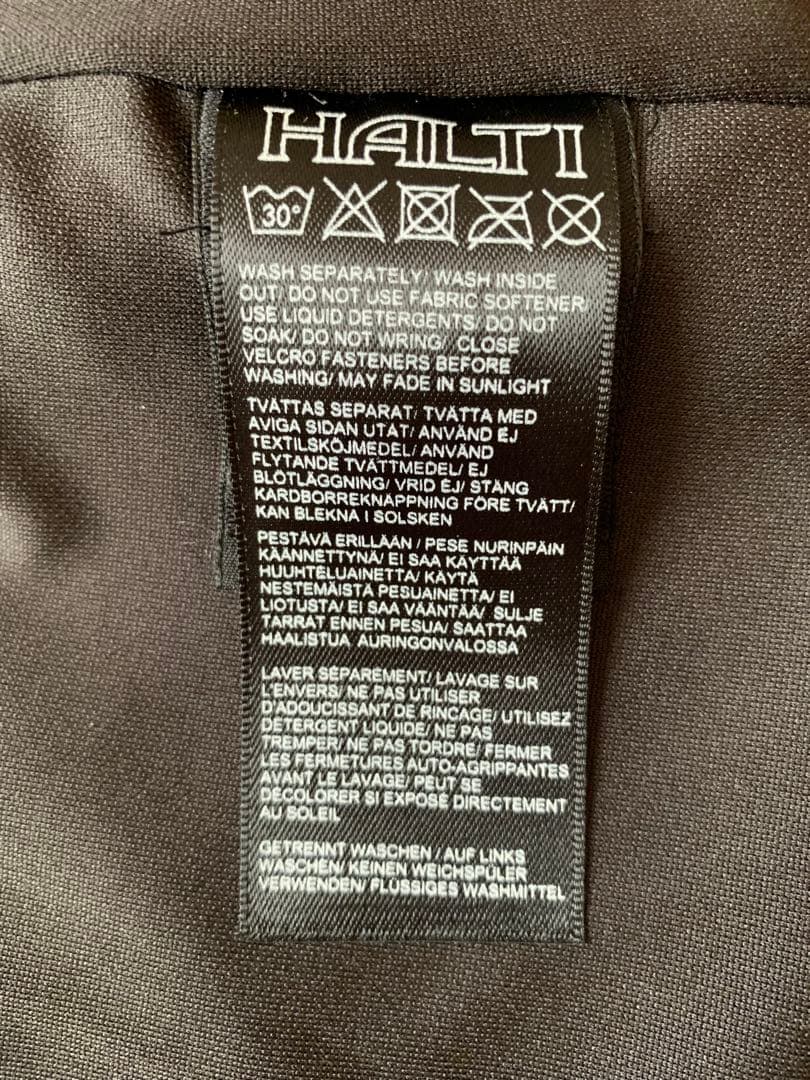 HALTI
30°
WASH SEPARATELY/ WASH INSIDE
OUT/ DO NOT USE FABRIC SOFTENER/
USE LIQUID DETERGENTS/ DO NOT
SOAK/ DO NOT WRING/ CLOSE
VELCRO FASTENERS BEFORE
WASHING/ MAY FADE IN SUNLIGHT
TVÄTTAS SEPARAT/ TVÄTTA MED
AVIGA SIDAN UTÅT/ ANVÄND EJ
TEXTILSKÖJMEDEL/ ANVÄND
FLYTANDE TVÄTTMEDEL/ EJ
BLÖTLÄGGNING/ VRID EJ/ STÄNG
KARDBORREKNÄPPNING FÖRE TVÄTT/
KAN BLEKNA I SOLSKEN
PESTÄVÄ ERILLÄÄN / PESE NURINPÄIN
KÄÄNNETTYNÄ/ EI SAA KÄYTTÄÄ
HUUHTELUAINETTA/ KÄYTÄ
NESTEMÄISTÄ PESUAINETTA/ EI
LIOTUSTA/ EI SAA VÄÄNTÄÄ/ SULJE
TARRAT ENNEN PESUA/ SAATTAA
HAALISTUA AURINGONVALOSSA
LAVER SÉPAREMENT/ LAVAGE SUR
L'ENVERS/ NE PAS UTILISER
D'ADOUCISSANT DE RINCAGE/ UTILISEZ
DÉTERGENT LIQUIDE/ NE PAS
TREMPER/ NE PAS TORDRE/ FERMER
LES FERMETURES AUTO-AGRIPPANTES
AVANT LE LAVAGE/ PEUT SE
DÉCOLORER SI EXPOSÉ DIRECTEMENT
AU SOLEIL
GETRENNT WASCHEN / AUF LINKS
WASCHEN/ KEINEN WEICHSPÜLER
VERWENDEN/ FLÜSSIGES WASHMITTEL